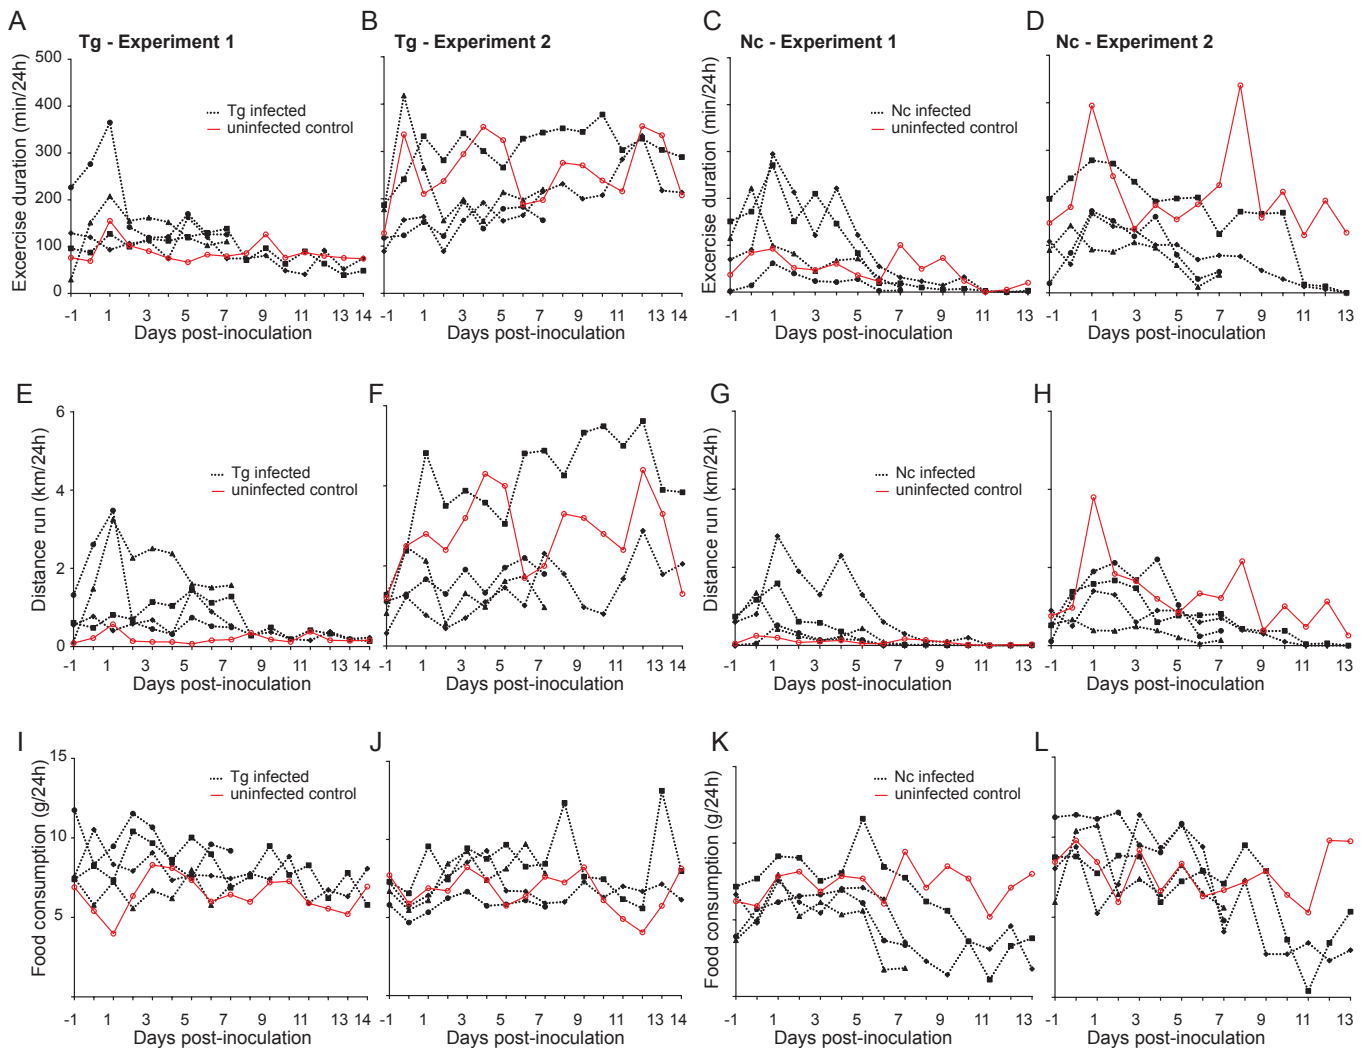 A B C D
Tg - Experiment 1 Tg - Experiment 2 Nc - Experiment 1 Nc - Experiment 2
Excercise duration (min/24h)
500
400
300
200
100
0
Tg infected
uninfected control
Excercise duration (min/24h)
Nc infected
uninfected control
-1 1 3 5 7 9 11 13 14
-1 1 3 5 7 9 11 13 14
-1 1 3 5 7 9 11 13
-1 1 3 5 7 9 11 13
Days post-inoculation Days post-inoculation Days post-inoculation Days post-inoculation
E F G H
Distance run (km/24h)
6
4
2
0
Tg infected
uninfected control
Distance run (km/24h)
Nc infected
uninfected control
-1 1 3 5 7 9 11 13 14
-1 1 3 5 7 9 11 13 14
-1 1 3 5 7 9 11 13
-1 1 3 5 7 9 11 13
Days post-inoculation Days post-inoculation Days post-inoculation Days post-inoculation
I J K L
Food consumption (g/24h)
15
10
5
Tg infected
uninfected control
Food consumption (g/24h)
Nc infected
uninfected control
-1 1 3 5 7 9 11 13 14
-1 1 3 5 7 9 11 13 14
-1 1 3 5 7 9 11 13
-1 1 3 5 7 9 11 13
Days post-inoculation Days post-inoculation Days post-inoculation Days post-inoculation